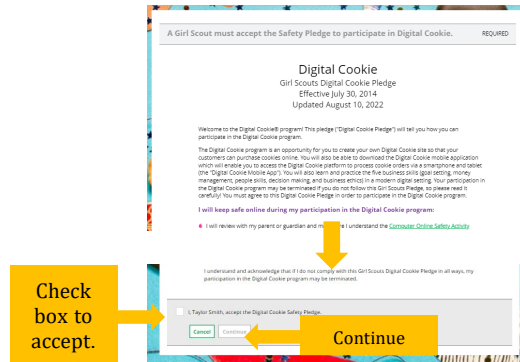 A Girl Scout must accept the Safety Pledge to participate in Digital Cookie. REQUIRED
Digital Cookie
Girl Scouts Digital Cookie Pledge
Effective July 30, 2014
Updated August 10, 2022
Welcome to the Digital Cookie® program! This pledge ("Digital Cookie Pledge") will tell you how you can
participate in the Digital Cookie program.
The Digital Cookie program is an opportunity for you to create your own Digital Cookie site so that your
customers can purchase cookies online. You will also be able to download the Digital Cookie mobile application
which will enable you to access the Digital Cookie platform to process cookie orders via a smartphone and tablet
(the "Digital Cookie Mobile App"). You will also learn and practice the five business skills (goal setting, money
management, people skills, decision making, and business ethics) in a modern digital setting. Your participation in
the Digital Cookie program may be terminated if you do not follow this Girl Scouts Pledge, so please read it
carefully! You must agree to this Digital Cookie Pledge in order to participate in the Digital Cookie program.
I will keep safe online during my participation in the Digital Cookie program:
I will review with my parent or guardian and I understand the Computer Online Safety Activity
I understand and acknowledge that if I do not comply with this Girl Scouts Digital Cookie Pledge in all ways, my
participation in the Digital Cookie program may be terminated.
Check
box to
accept.
I, Taylor Smith, accept the Digital Cookie Safety Pledge.
Cancel Continue
Continue